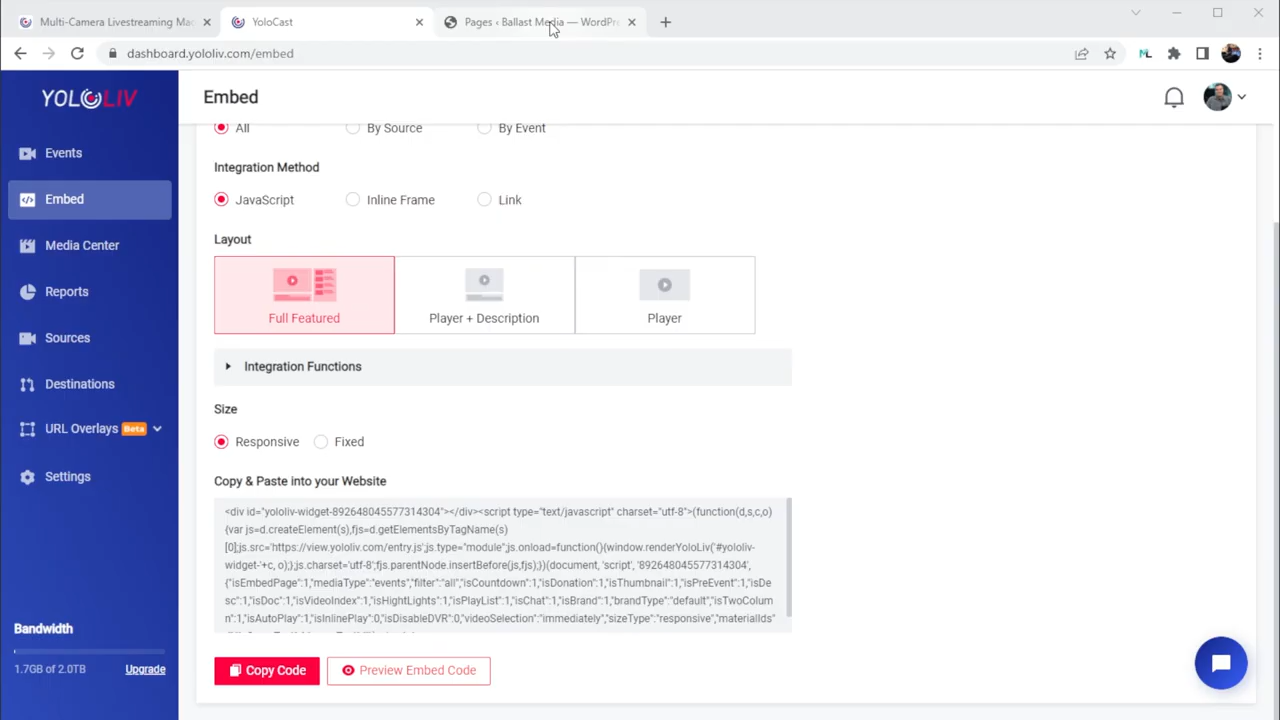 Multi-Camera Livestreaming Mac
YoloCast
Pages ‹ Ballast Media — WordPre
dashboard.yololiv.com/embed
YOLOLIV
Embed
Events
Embed
Media Center
Reports
Sources
Destinations
URL Overlays Beta
Settings
Bandwidth
1.7GB of 2.0TB Upgrade
All By Source By Event
Integration Method
JavaScript Inline Frame Link
Layout
Full Featured Player + Description Player
Integration Functions
Size
Responsive Fixed
Copy & Paste into your Website
<div id="yololiv-widget-892648045577314304"></div><script type="text/javascript" charset="utf-8">(function(d,s,c,o)
{var js=d.createElement(s),fjs=d.getElementsByTagName(s)
[0];js.src='https://view.yololiv.com/entry.js';js.type="module";js.onload=function(){window.renderYoloLiv('#yololiv-
widget-'+c, o);};js.charset='utf-8';fjs.parentNode.insertBefore(js,fjs);})(document, 'script', '892648045577314304',
{"isEmbedPage":1,"mediaType":"events","filter":"all","isCountdown":1,"isDonation":1,"isThumbnail":1,"isPreEvent":1,"isDe
sc":1,"isDoc":1,"isVideoIndex":1,"isHightLights":1,"isPlayList":1,"isChat":1,"isBrand":1,"brandType":"default","isTwoColum
n":1,"isAutoPlay":1,"isInlinePlay":0,"isDisableDVR":0,"videoSelection":"immediately","sizeType":"responsive","materialIds"
Copy Code Preview Embed Code